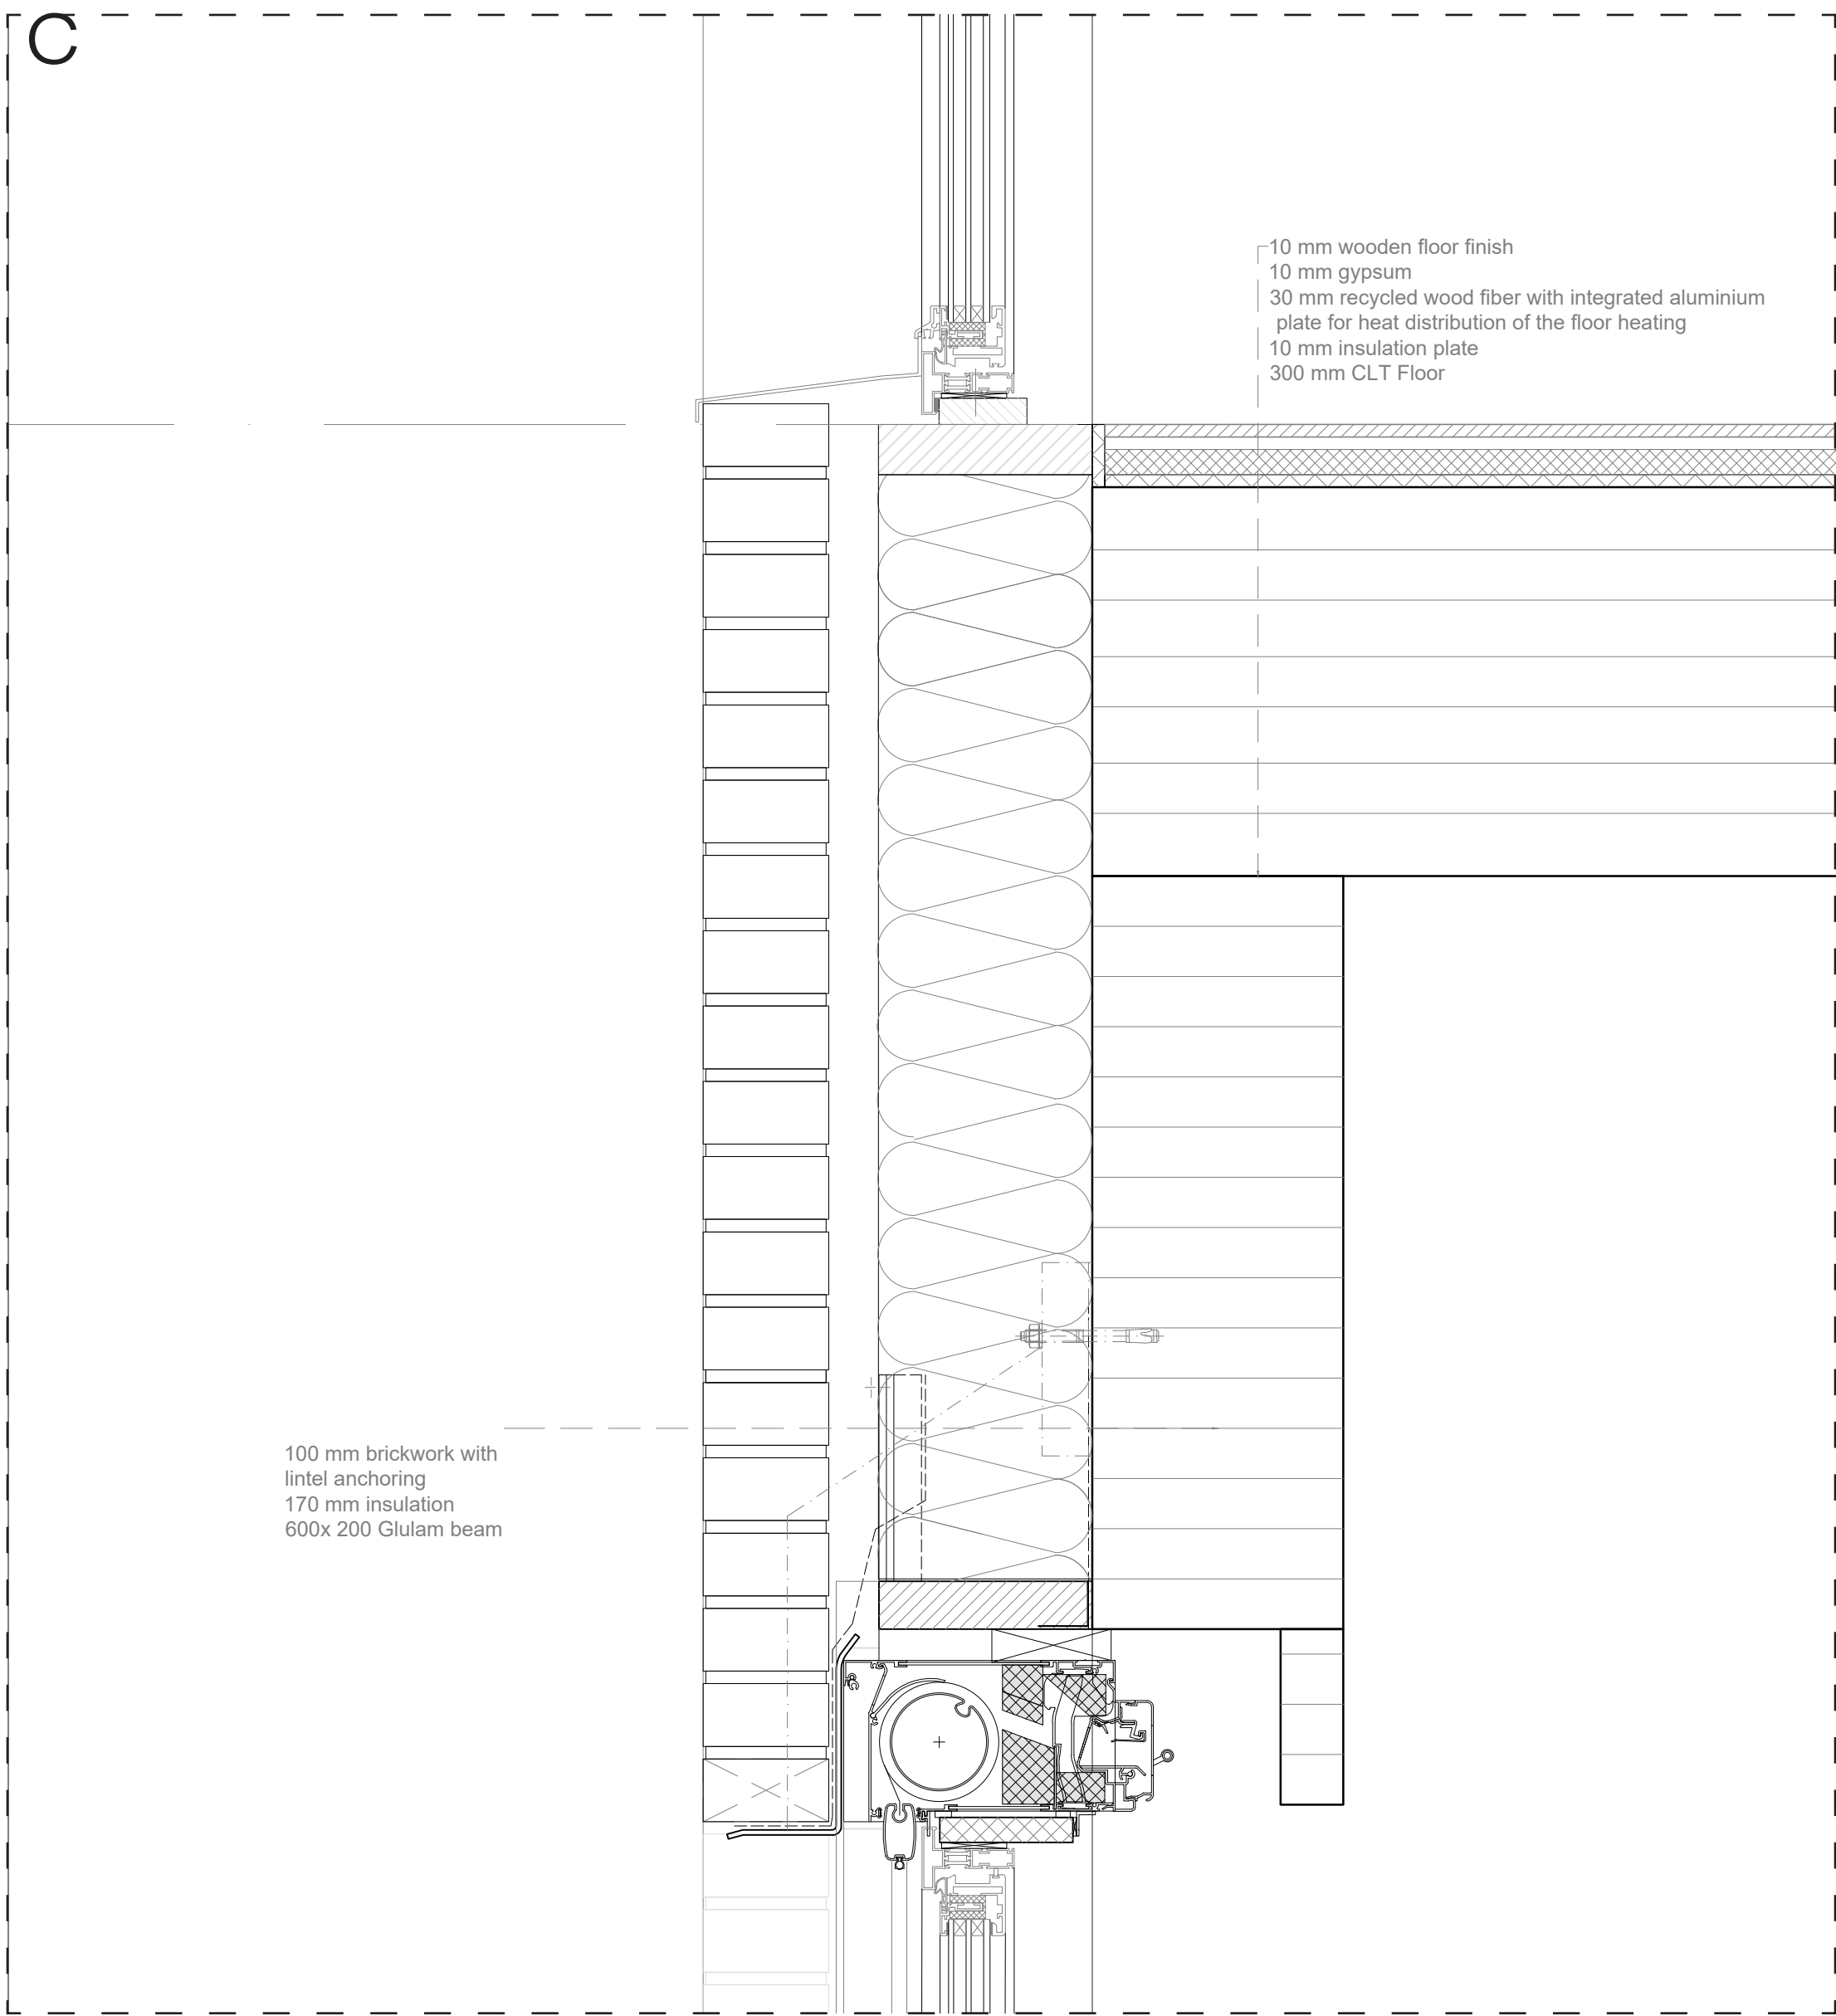 C
10 mm wooden floor finish
10 mm gypsum
30 mm recycled wood fiber with integrated aluminium
plate for heat distribution of the floor heating
10 mm insulation plate
300 mm CLT Floor
100 mm brickwork with
lintel anchoring
170 mm insulation
600x 200 Glulam beam